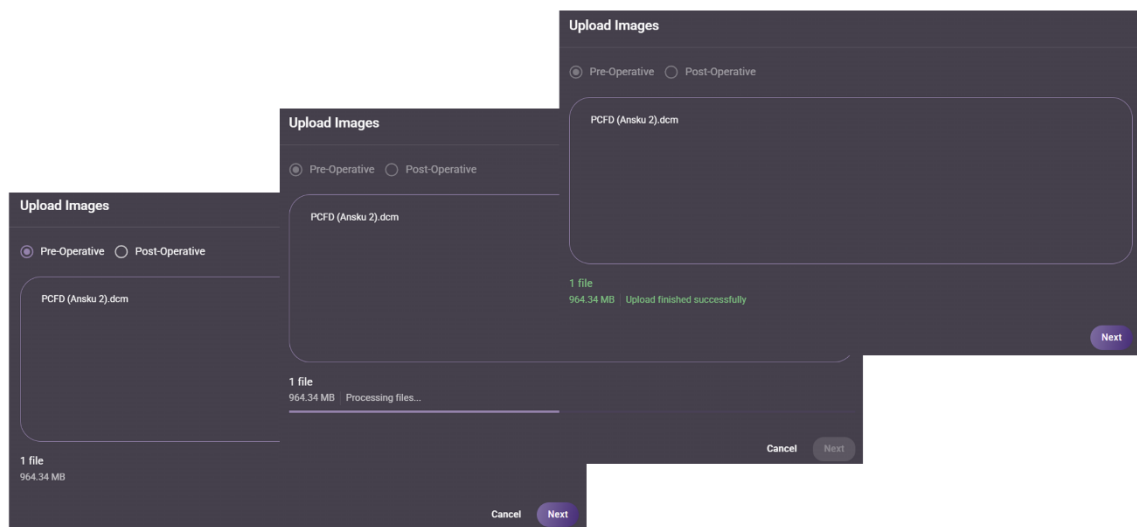 Upload Images
Pre-Operative Post-Operative
PCFD (Ansku 2).dcm
1 file
964.34 MB
Cancel Next
Upload Images
Pre-Operative Post-Operative
PCFD (Ansku 2).dcm
1 file
964.34 MB Processing files...
Cancel Next
Upload Images
Pre-Operative Post-Operative
PCFD (Ansku 2).dcm
1 file
964.34 MB Upload finished successfully
Next